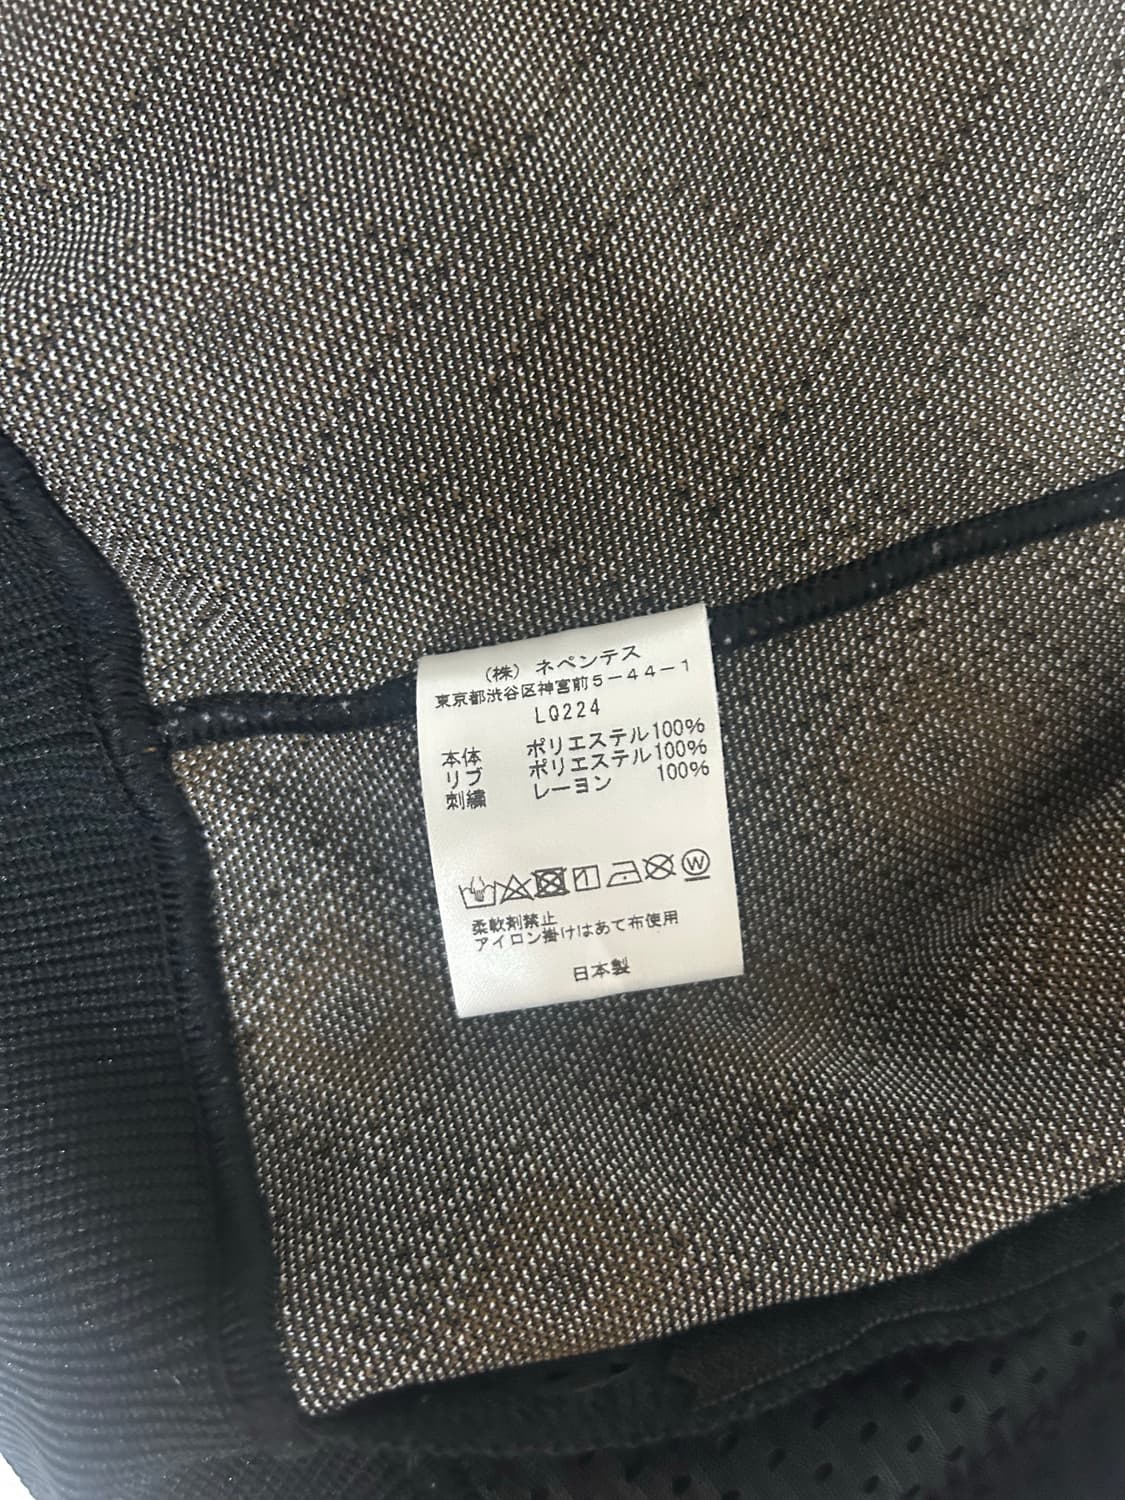 (株) ネペンテス
東京都渋谷区神宮前5-44-1
LQ224
本体 ポリエステル100%
リブ ポリエステル100%
刺繍 レーヨン 100%
柔軟剤禁止
アイロン掛けはあて布使用
日本製